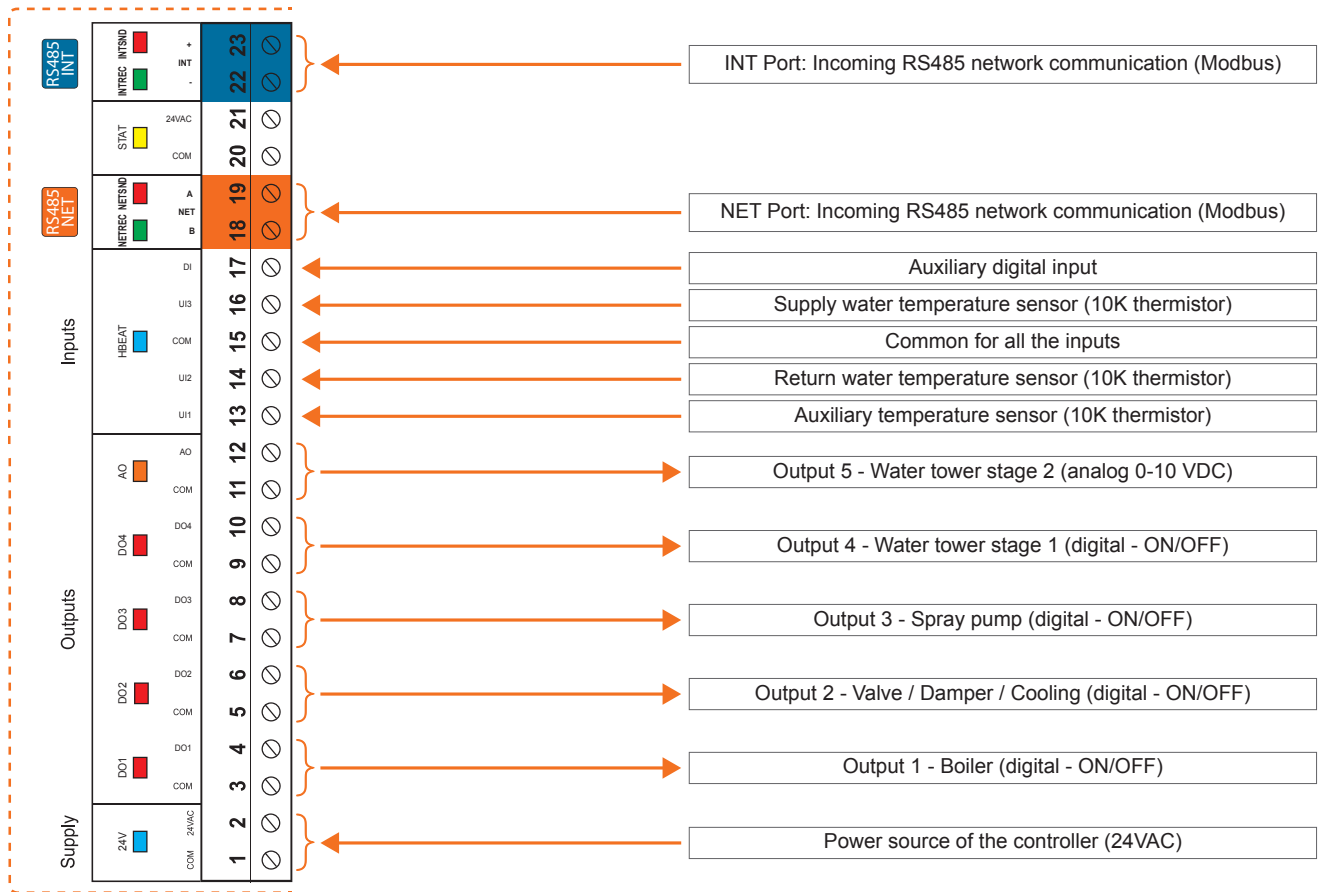 RS485
INT
INTREC INTSND
+
INT
-
23
22
INT Port: Incoming RS485 network communication (Modbus)
STAT
24VAC
COM
21
20
RS485
NET
NETREC NETSND
A
NET
B
19
18
NET Port: Incoming RS485 network communication (Modbus)
Inputs
HBEAT
DI
17
Auxiliary digital input
UI3
16
Supply water temperature sensor (10K thermistor)
COM
15
Common for all the inputs
UI2
14
Return water temperature sensor (10K thermistor)
UI1
13
Auxiliary temperature sensor (10K thermistor)
Outputs
AO
AO
COM
12
11
Output 5 - Water tower stage 2 (analog 0-10 VDC)
DO4
DO4
COM
10
9
Output 4 - Water tower stage 1 (digital - ON/OFF)
DO3
DO3
COM
8
7
Output 3 - Spray pump (digital - ON/OFF)
DO2
DO2
COM
6
5
Output 2 - Valve / Damper / Cooling (digital - ON/OFF)
DO1
DO1
COM
4
3
Output 1 - Boiler (digital - ON/OFF)
Supply
24V
COM 24VAC
2
1
Power source of the controller (24VAC)